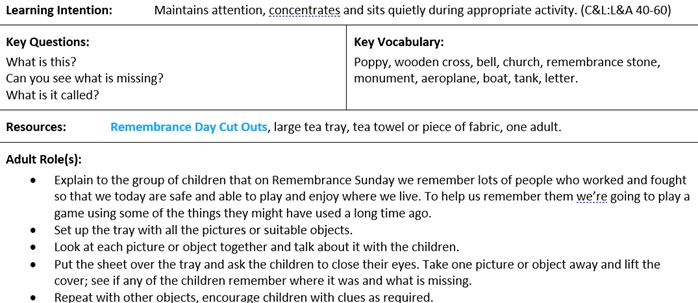 Learning Intention: Maintains attention, concentrates and sits quietly during appropriate activity. (C&L:L&A 40-60)
Key Questions:
What is this?
Can you see what is missing?
What is it called?
Key Vocabulary:
Poppy, wooden cross, bell, church, remembrance stone,
monument, aeroplane, boat, tank, letter.
Resources: Remembrance Day Cut Outs, large tea tray, tea towel or piece of fabric, one adult.
Adult Role(s):
• Explain to the group of children that on Remembrance Sunday we remember lots of people who worked and fought
so that we today are safe and able to play and enjoy where we live. To help us remember them we're going to play a
game using some of the things they might have used a long time ago.
• Set up the tray with all the pictures or suitable objects.
• Look at each picture or object together and talk about it with the children.
• Put the sheet over the tray and ask the children to close their eyes. Take one picture or object away and lift the
cover; see if any of the children remember where it was and what is missing.
• Repeat with other objects, encourage children with clues as required.